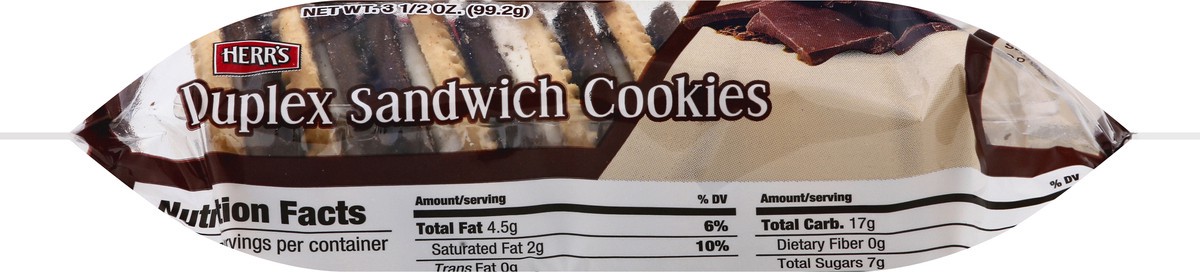 NET WT. 3 1/2 OZ. (99.2g)
HERR'S
Duplex Sandwich Cookies
Nutrition Facts
servings per container
Amount/serving % DV
Total Fat 4.5g 6%
Saturated Fat 2g 10%
Trans Fat 0g
Amount/serving % DV
Total Carb. 17g
Dietary Fiber 0g
Total Sugars 7g